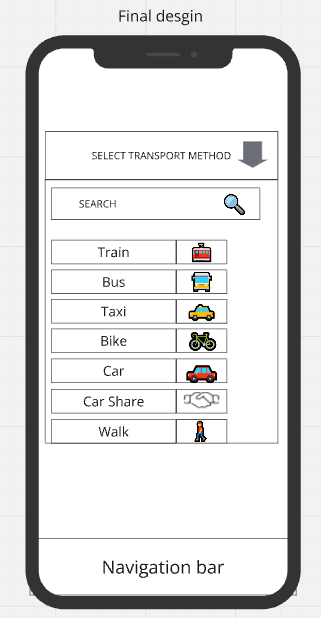 Final desgin
SELECT TRANSPORT METHOD
SEARCH
Train
Bus
Taxi
Bike
Car
Car Share
Walk
Navigation bar